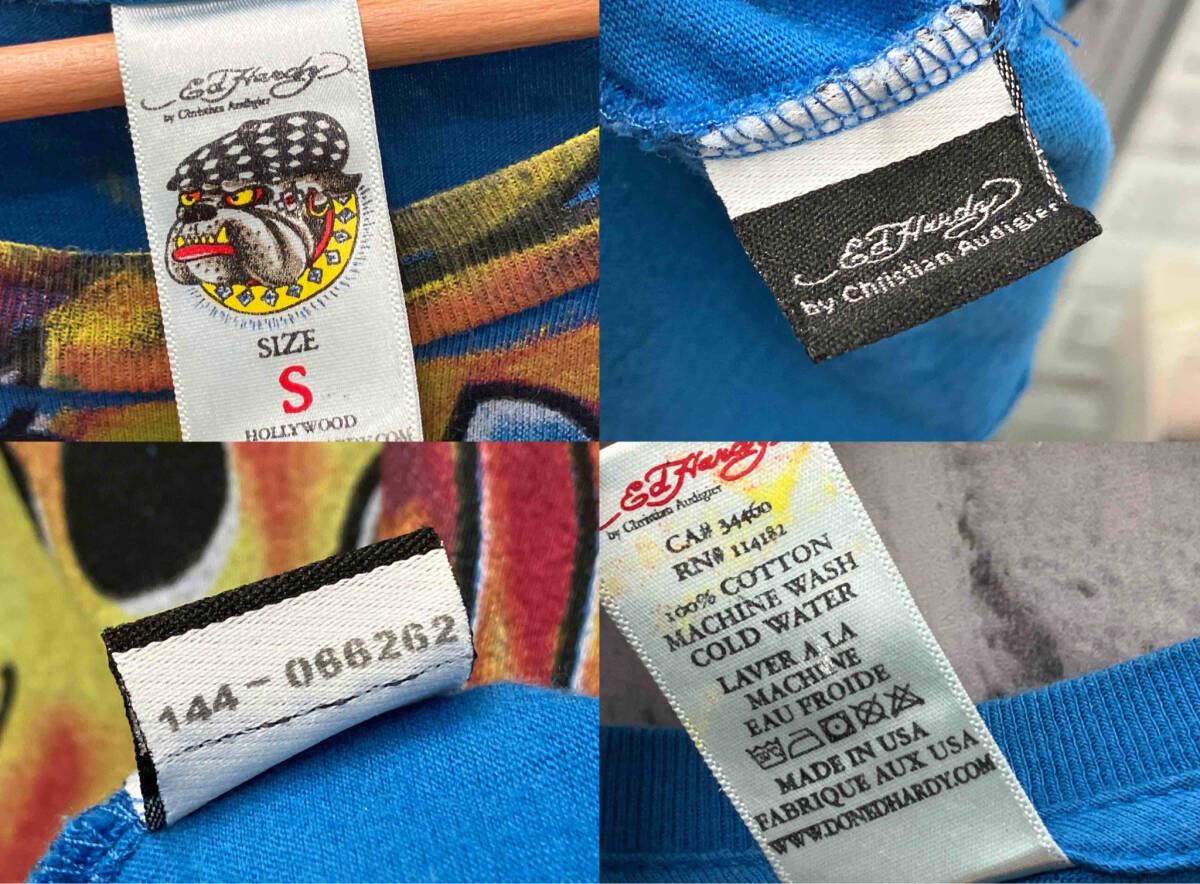 Ed Hardy
by Christian Audigier
SIZE
S
HOLLYWOOD
Ed Hardy
by Christian Audigier
144-066262
Ed Hardy
by Christian Audigier
CA# 34460
RN# 114182
100% COTTON
MACHINE WASH
COLD WATER
LAVER A LA
MACHINE
EAU FROIDE
MADE IN USA
FABRIQUE AUX USA
WWW.DONEDHARDY.COM